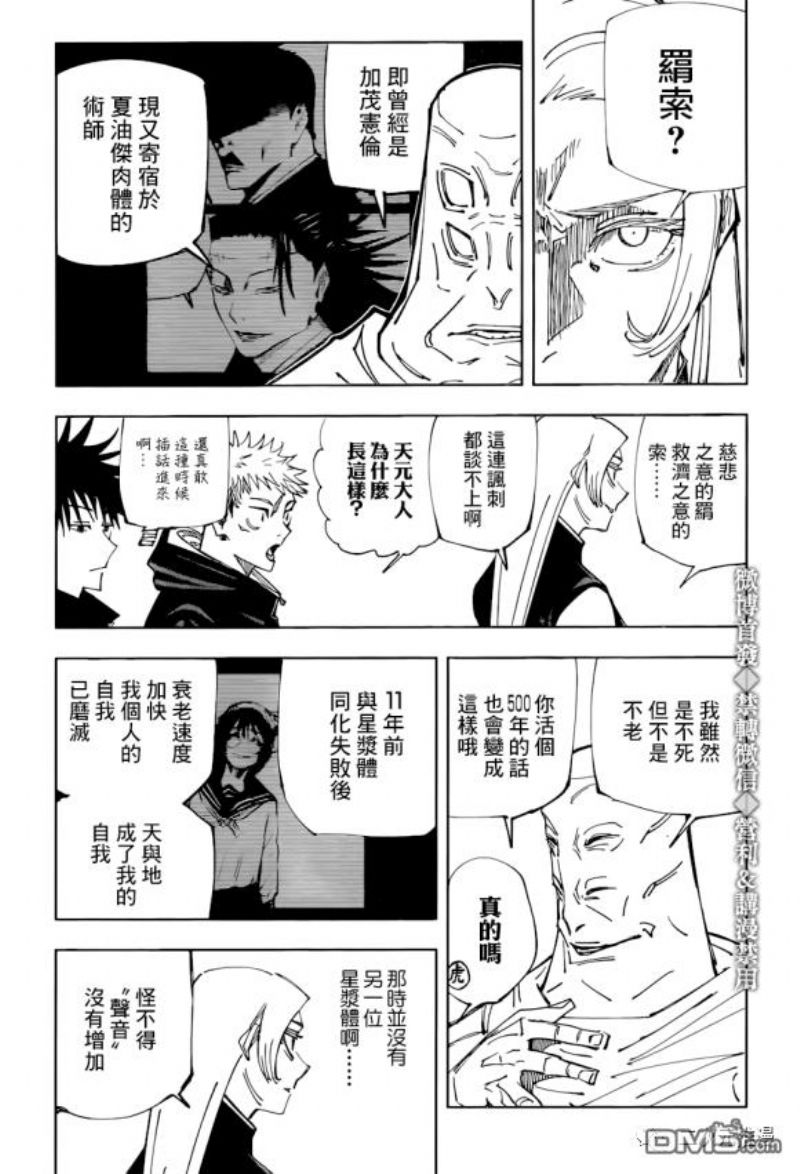 羂索？
即曾經是
加茂憲倫
現又寄宿於
夏油傑肉體的
術師
慈悲
之意的羂
救濟之意的
索……
這連諷刺
都談不上啊
天元大人
為什麼
長這樣？
還真敢
這種時候
插話進來
啊…
我雖然
是不死
但不是
不老
你活個
500年的話
也會變成
這樣哦
真的嗎
虎
11年前
與星漿體
同化失敗後
衰老速度
加快
我個人的
自我
已磨滅
天與地
成了我的
自我
那時並沒有
另一位
星漿體啊……
怪不得
〝聲音〞
沒有增加
微博首發◆禁轉微信◆營利&譚漫禁用
DM5